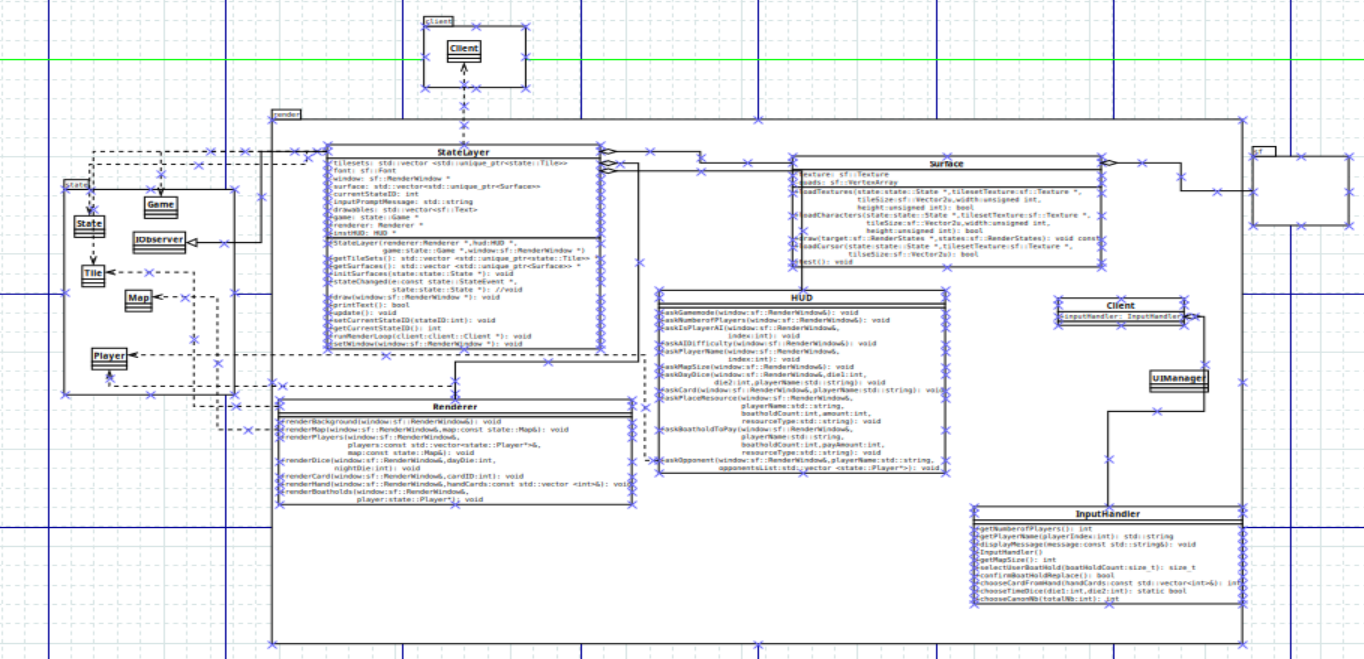 client
Client
render
StateLayer
tilesets: std::vector <std::unique_ptr<state::Tile>>
font: sf::Font
window: sf::RenderWindow *
surface: std::vector<std::unique_ptr<Surface>>
currentStateID: int
inputPromptMessage: std::string
drawables: std::vector<sf::Text>
game: state::Game *
renderer: Renderer *
instHUD: HUD *
StateLayer(renderer:Renderer *,hud:HUD *,
game:state::Game *,window:sf::RenderWindow *)
getTileSets(): std::vector <std::unique_ptr<state::Tile>>
getSurfaces(): std::vector <std::unique_ptr<Surface>> *
initSurfaces(state:state::State *): void
stateChanged(e:const state::StateEvent *,
state:state::State *): //void
draw(window:sf::RenderWindow *): void
printText(): bool
update(): void
setCurrentStateID(stateID:int): void
getCurrentStateID(): int
runRenderLoop(client:client::Client *): void
setWindow(window:sf::RenderWindow *): void
Surface
texture: sf::Texture
quads: sf::VertexArray
loadTextures(state:state::State *,tilesetTexture:sf::Texture *,
tileSize:sf::Vector2u,width:unsigned int,
height:unsigned int): bool
loadCharacters(state:state::State *,tilesetTexture:sf::Texture *,
tileSize:sf::Vector2u,width:unsigned int,
height:unsigned int): bool
draw(target:sf::RenderStates *,states:sf::RenderStates): void const
loadCursor(state:state::State *,tilesetTexture:sf::Texture *,
tilseSize:sf::Vector2u): bool
test(): void
sf
state
Game
State
IObserver
Tile
Map
Player
HUD
askGamemode(window:sf::RenderWindow&): void
askNumberofPlayers(window:sf::RenderWindow&): void
askIsPlayerAI(window:sf::RenderWindow&,
index:int): void
askAIDifficulty(window:sf::RenderWindow&): void
askPlayerName(window:sf::RenderWindow&,
index:int): void
askMapSize(window:sf::RenderWindow&): void
askDayDice(window:sf::RenderWindow&,die1:int,
die2:int,playerName:std::string): void
askCard(window:sf::RenderWindow&,playerName:std::string): void
askPlaceResource(window:sf::RenderWindow&,
playerName:std::string,
boatholdCount:int,amount:int,
resourceType:std::string): void
askBoatholdToPay(window:sf::RenderWindow&,
playerName:std::string,
boatholdCount:int,payAmount:int,
resourceType:std::string): void
askOpponent(window:sf::RenderWindow&,playerName:std::string,
opponentsList:std::vector <state::Player*>): void
Client
inputHandler: InputHandler
UIManager
Renderer
renderBackground(window:sf::RenderWindow&): void
renderMap(window:sf::RenderWindow&,map:const state::Map&): void
renderPlayers(window:sf::RenderWindow&,
players:const std::vector<state::Player*>&,
map:const state::Map&): void
renderDice(window:sf::RenderWindow&,dayDie:int,
nightDie:int): void
renderCard(window:sf::RenderWindow&,cardID:int): void
renderHand(window:sf::RenderWindow&,handCards:const std::vector <int>&): void
renderBoatholds(window:sf::RenderWindow&,
player:state::Player*): void
InputHandler
getNumberofPlayers(): int
getPlayerName(playerIndex:int): std::string
displayMessage(message:const std::string&): void
InputHandler()
getMapSize(): int
selectUserBoatHold(boatHoldCount:size_t): size_t
confirmBoatHoldReplace(): bool
chooseCardFromHand(handCards:const std::vector<int>&): int
chooseTimeDice(die1:int,die2:int): static bool
chooseCanonNb(totalNb:int): int